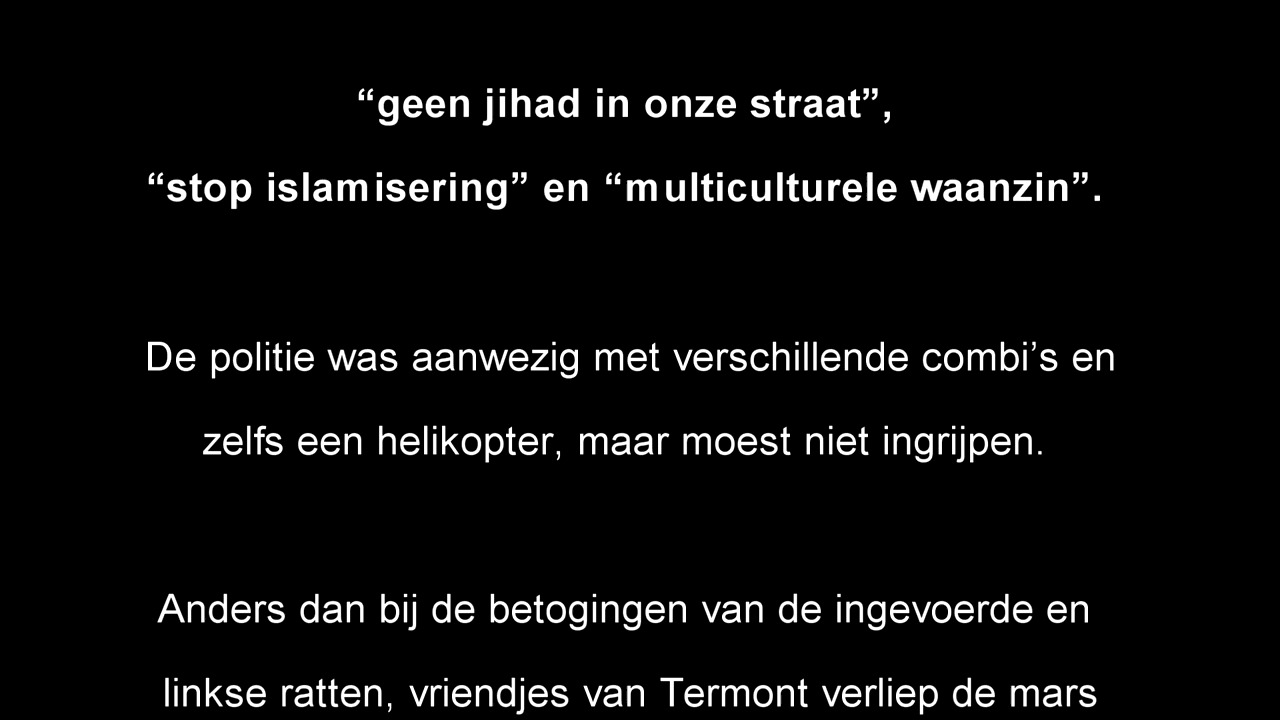 “geen jihad in onze straat”,
“stop islamisering” en “multiculturele waanzin”.
De politie was aanwezig met verschillende combi’s en
zelfs een helikopter, maar moest niet ingrijpen.
Anders dan bij de betogingen van de ingevoerde en
linkse ratten, vriendjes van Termont verliep de mars